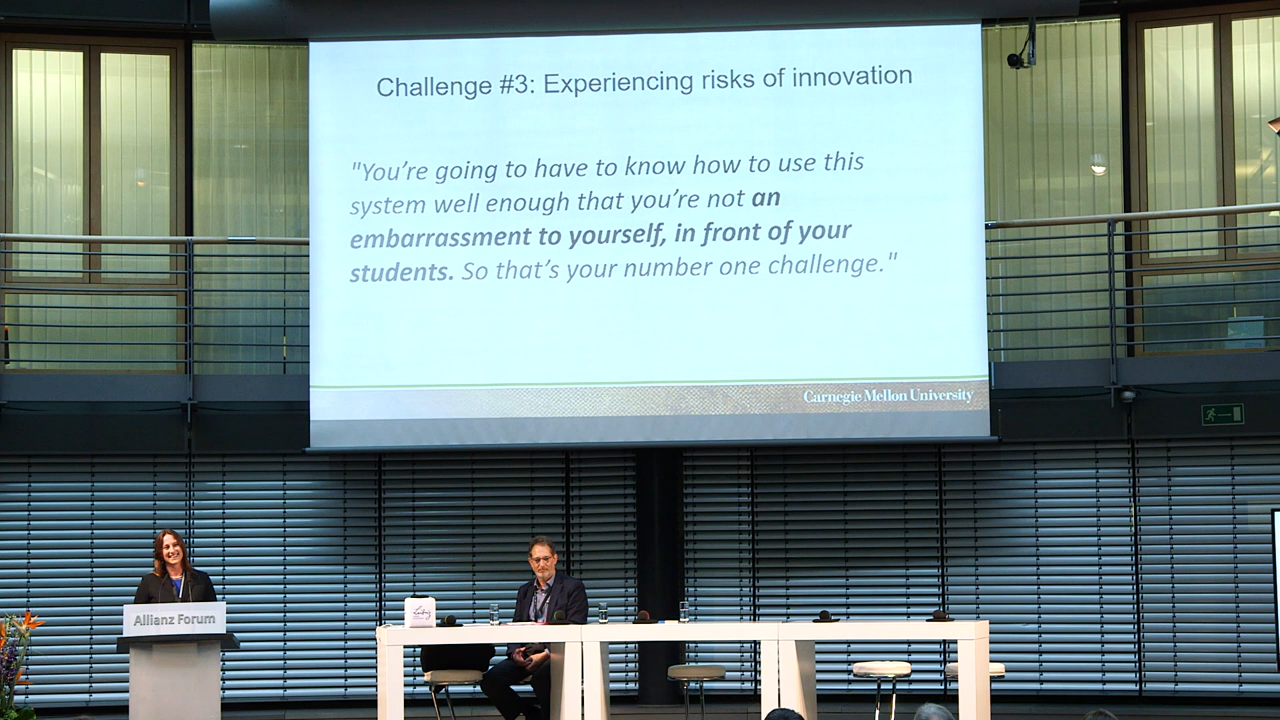 Challenge #3: Experiencing risks of innovation
"You're going to have to know how to use this
system well enough that you're not an
embarrassment to yourself, in front of your
students. So that's your number one challenge."
Carnegie Mellon University
Allianz Forum